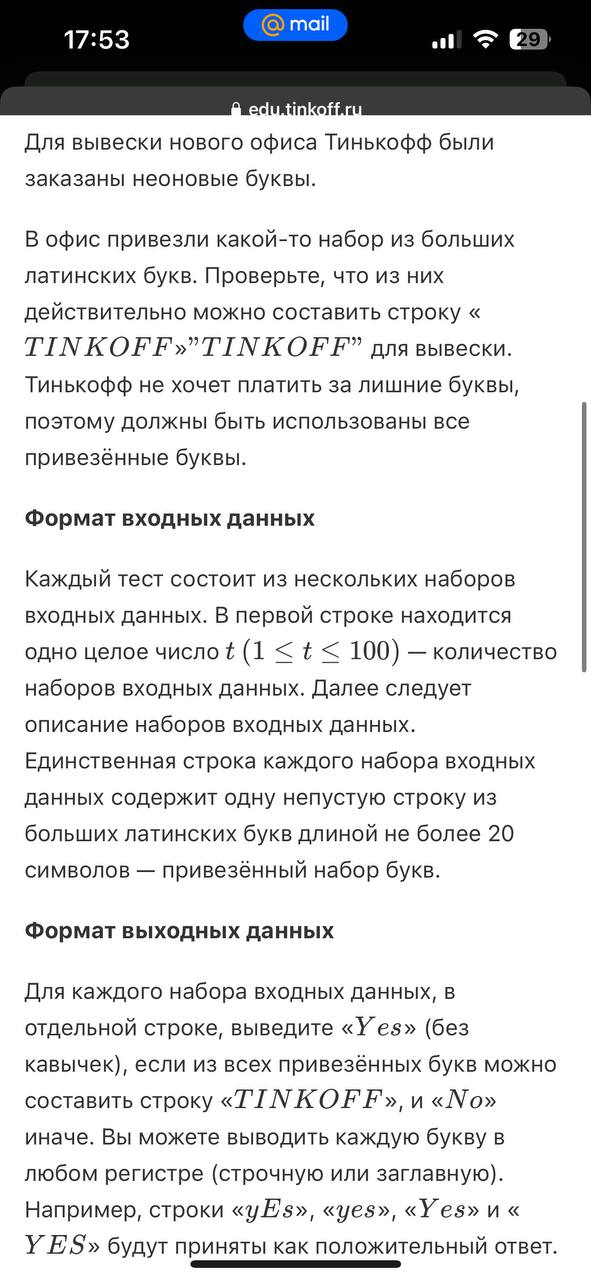 17:53
@mail
29
edu.tinkoff.ru
Для вывески нового офиса Тинькофф были
заказаны неоновые буквы.
В офис привезли какой-то набор из больших
латинских букв. Проверьте, что из них
действительно можно составить строку «
TINKOFF»”TINKOFF” для вывески.
Тинькофф не хочет платить за лишние буквы,
поэтому должны быть использованы все
привезённые буквы.
Формат входных данных
Каждый тест состоит из нескольких наборов
входных данных. В первой строке находится
одно целое число t (1 ≤ t ≤ 100) — количество
наборов входных данных. Далее следует
описание наборов входных данных.
Единственная строка каждого набора входных
данных содержит одну непустую строку из
больших латинских букв длиной не более 20
символов — привезённый набор букв.
Формат выходных данных
Для каждого набора входных данных, в
отдельной строке, выведите «Yes» (без
кавычек), если из всех привезённых букв можно
составить строку «TINKOFF», и «No»
иначе. Вы можете выводить каждую букву в
любом регистре (строчную или заглавную).
Например, строки «yEs», «yes», «Yes» и «
YES» будут приняты как положительный ответ.